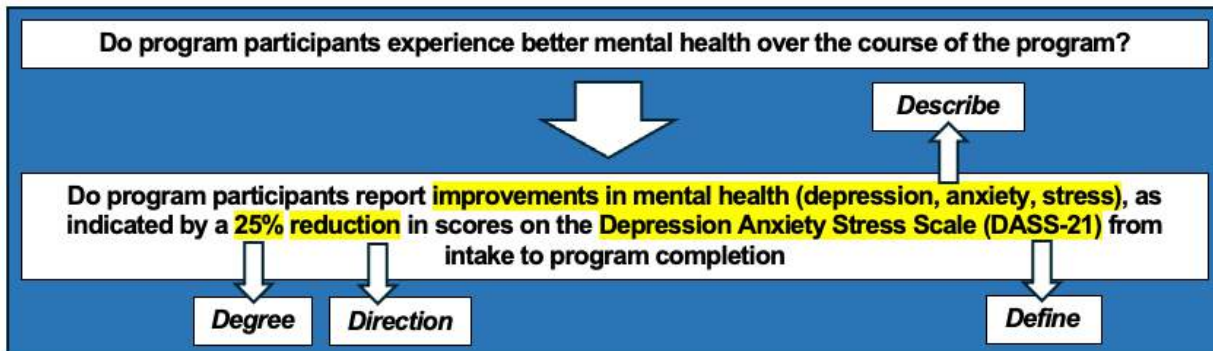 Do program participants experience better mental health over the course of the program?
Describe
Do program participants report improvements in mental health (depression, anxiety, stress), as
indicated by a 25% reduction in scores on the Depression Anxiety Stress Scale (DASS-21) from
intake to program completion
Degree
Direction
Define